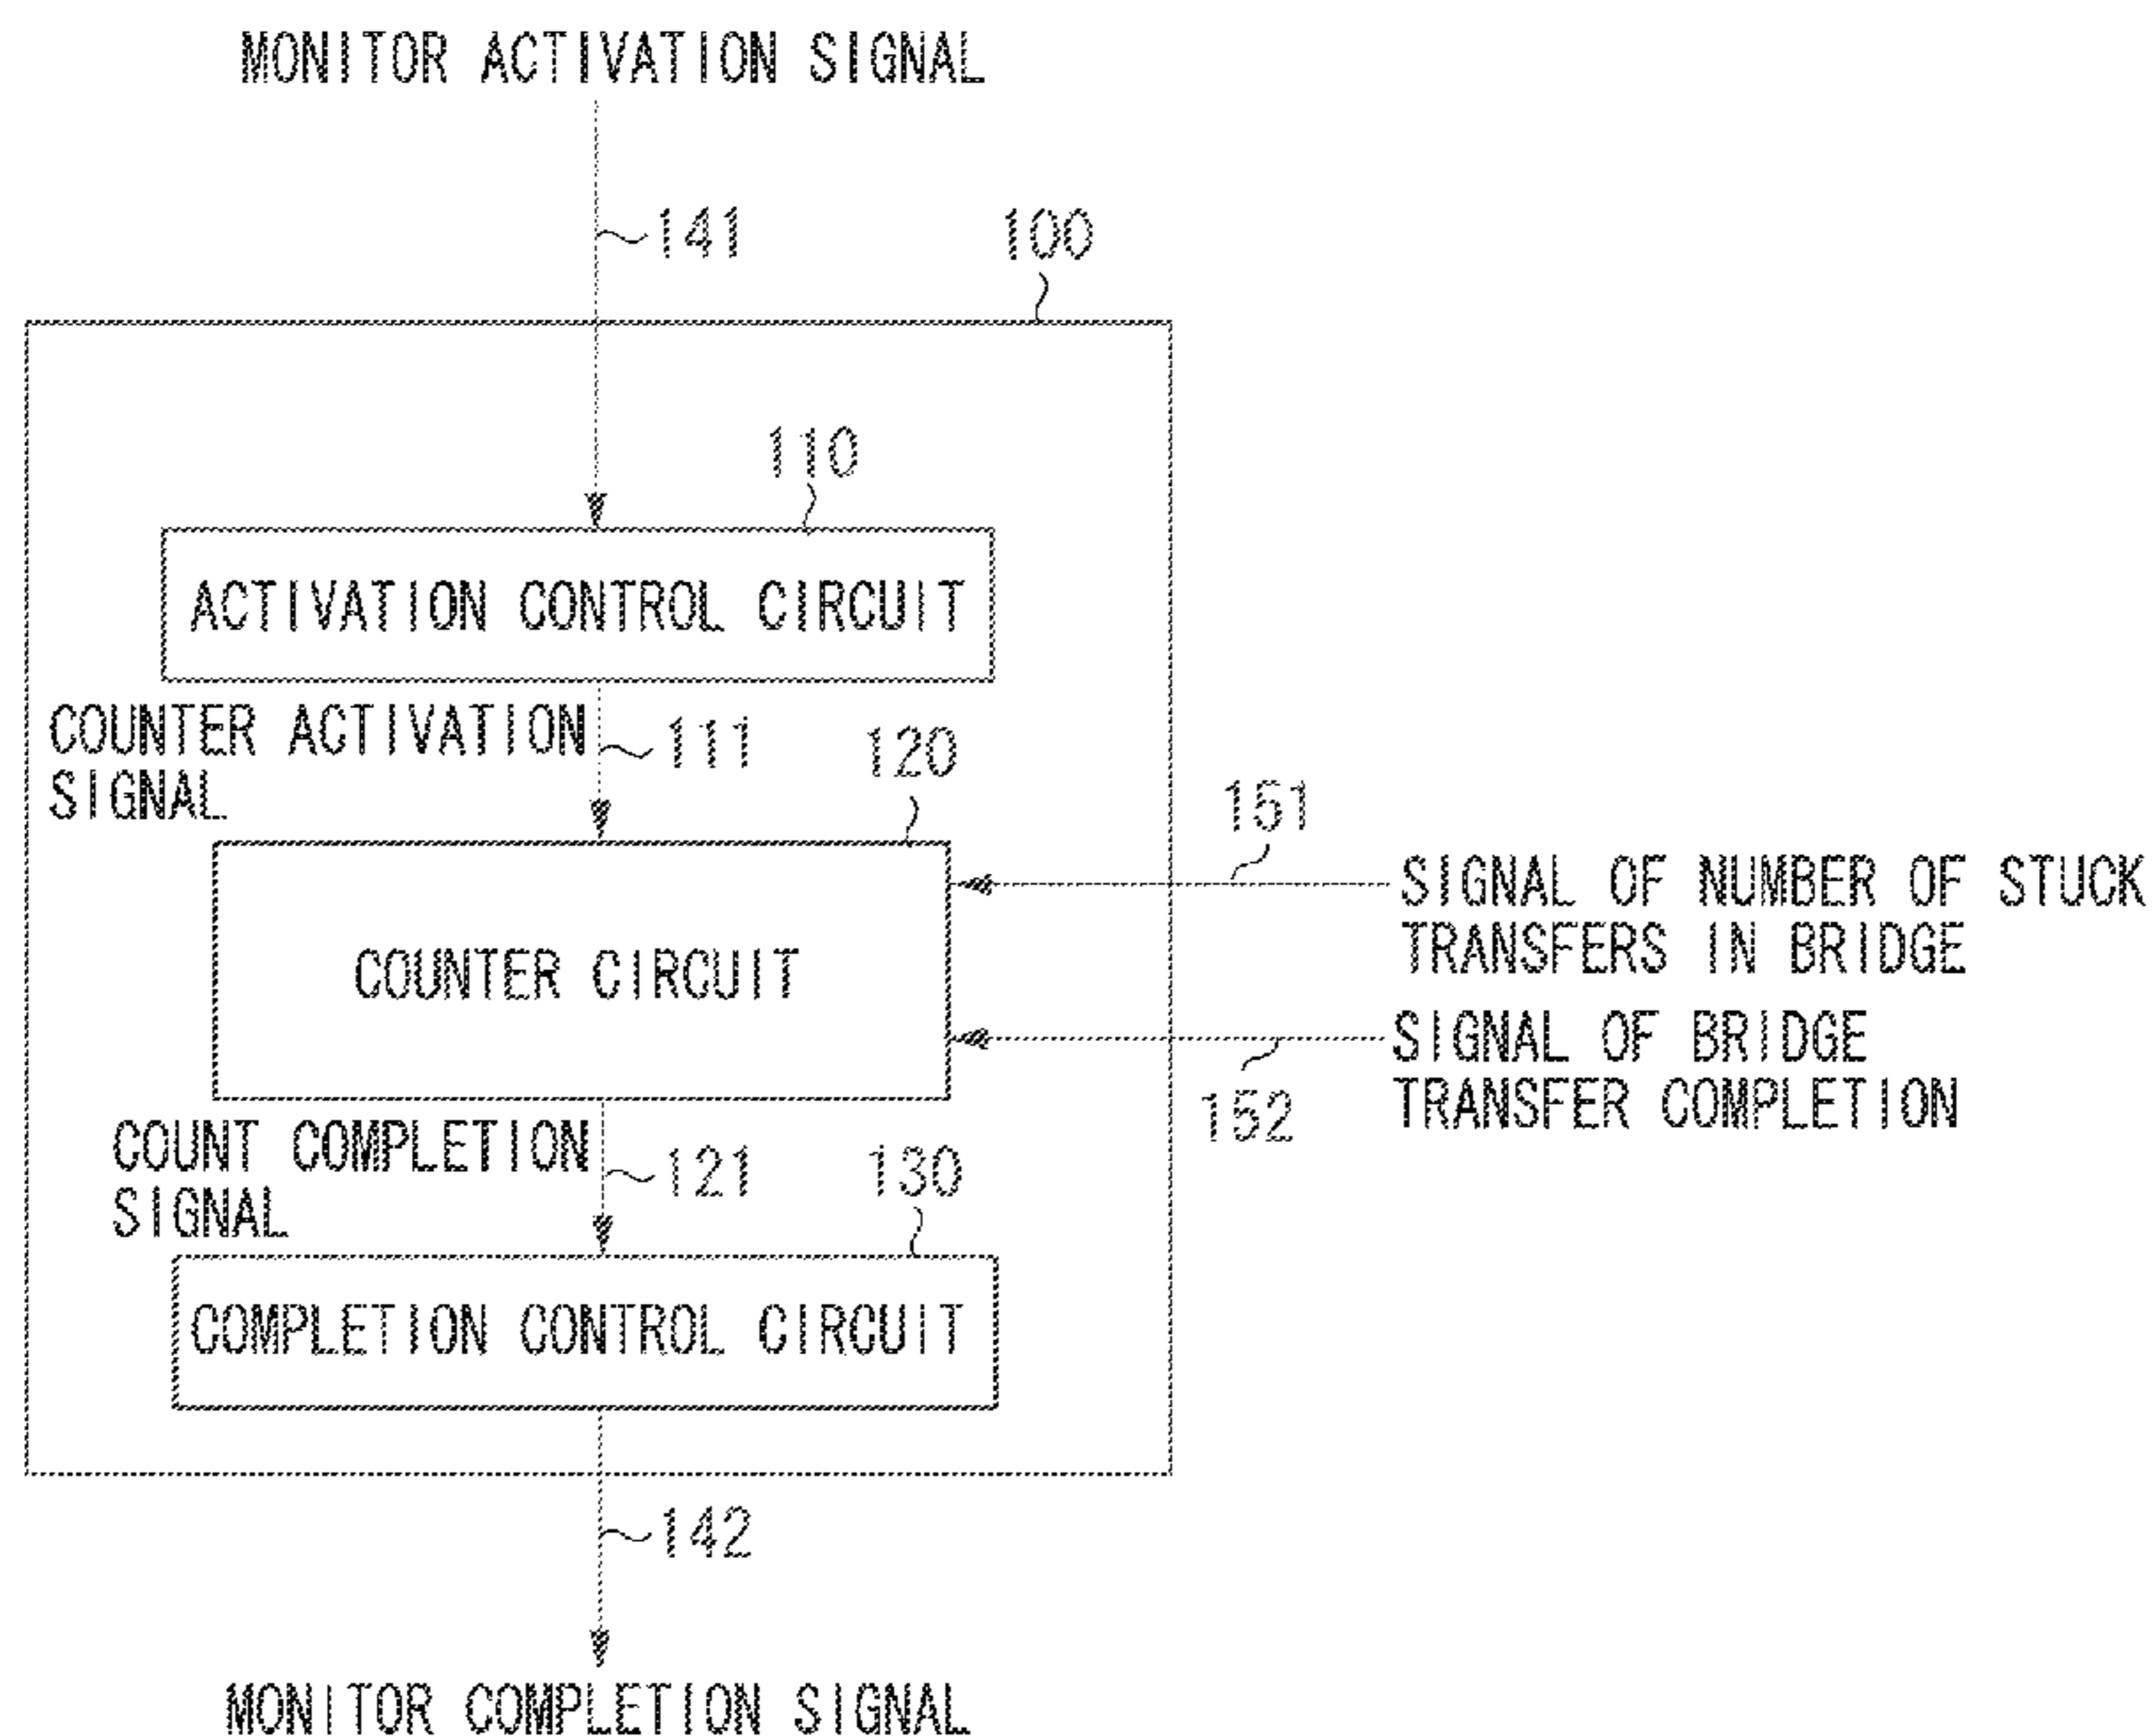 MONITOR ACTIVATION SIGNAL
141
100
110
ACTIVATION CONTROL CIRCUIT
COUNTER ACTIVATION
SIGNAL
111
120
151
SIGNAL OF NUMBER OF STUCK
TRANSFERS IN BRIDGE
COUNTER CIRCUIT
SIGNAL OF BRIDGE
TRANSFER COMPLETION
152
COUNT COMPLETION
SIGNAL
121
130
COMPLETION CONTROL CIRCUIT
142
MONITOR COMPLETION SIGNAL